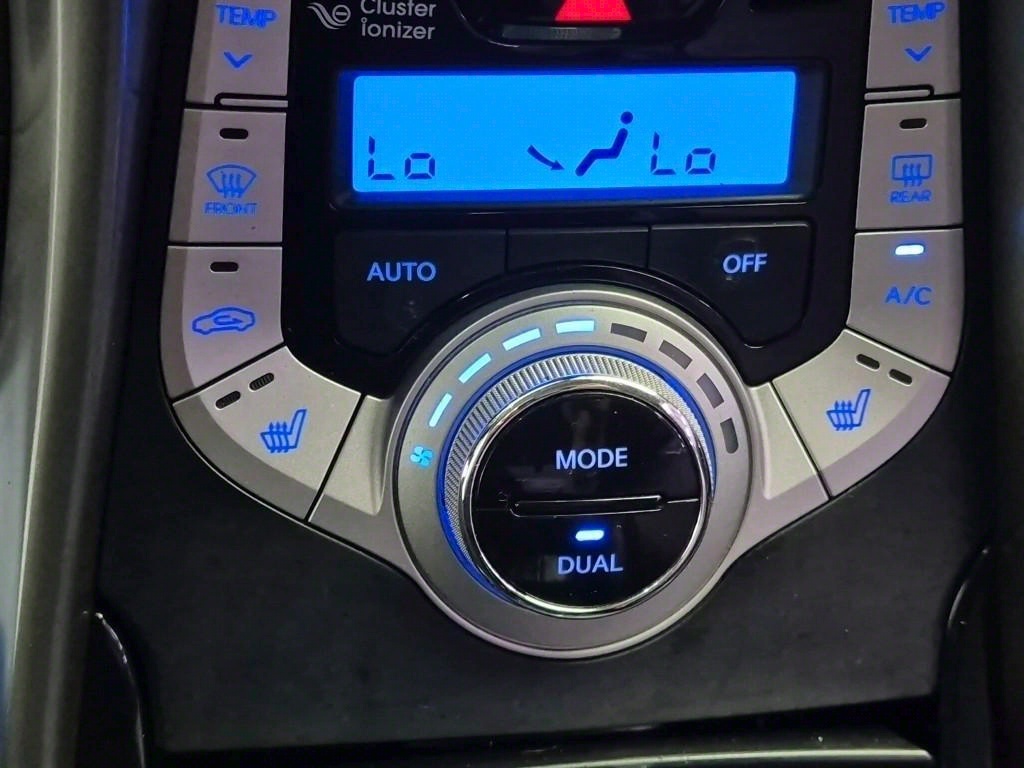 TEMP
Cluster
ionizer
TEMP
Lo
Lo
FRONT
REAR
AUTO
OFF
A/C
MODE
DUAL